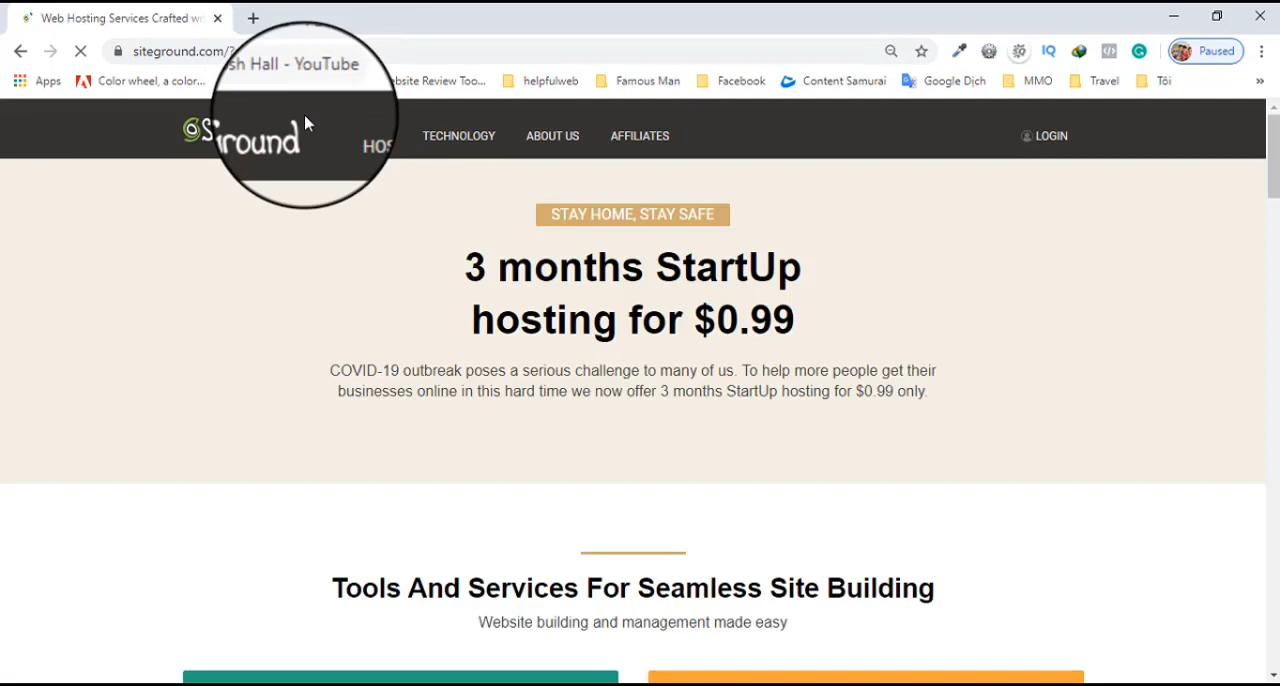 Web Hosting Services Crafted w
siteground.com/?
Paused
Apps
Color wheel, a color...
sh Hall - YouTube
ebsite Review Too...
helpfulweb
Famous Man
Facebook
Content Samurai
Google Dịch
MMO
Travel
Tôi
Siround
HOS
TECHNOLOGY
ABOUT US
AFFILIATES
LOGIN
STAY HOME, STAY SAFE
3 months StartUp
hosting for $0.99
COVID-19 outbreak poses a serious challenge to many of us. To help more people get their
businesses online in this hard time we now offer 3 months StartUp hosting for $0.99 only.
Tools And Services For Seamless Site Building
Website building and management made easy